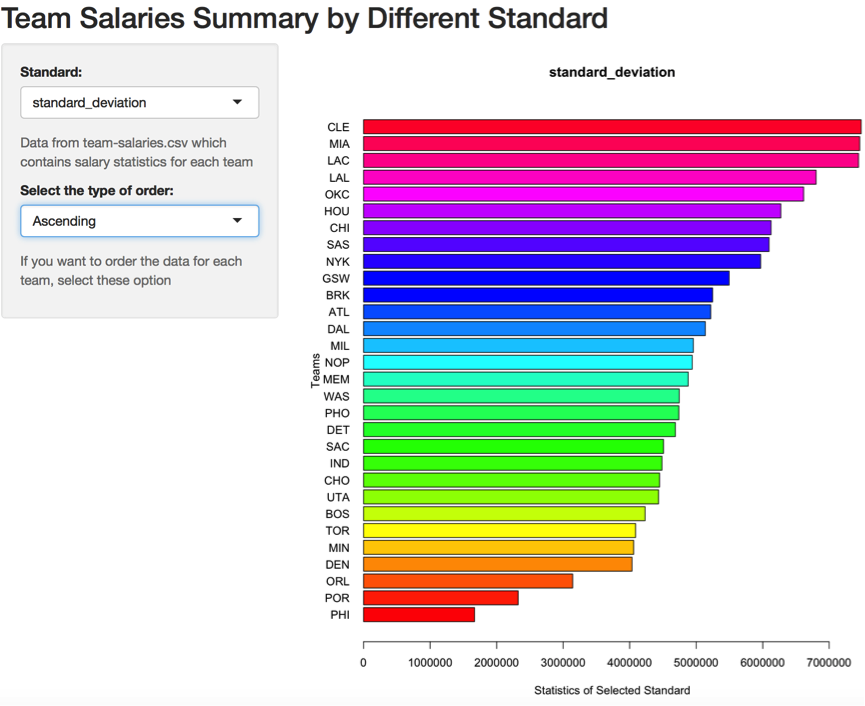 Team Salaries Summary by Different Standard
Standard:
standard_deviation
Data from team-salaries.csv which
contains salary statistics for each team
Select the type of order:
Ascending
If you want to order the data for each
team, select these option
standard_deviation
Teams
CLE
MIA
LAC
LAL
OKC
HOU
CHI
SAS
NYK
GSW
BRK
ATL
DAL
MIL
NOP
MEM
WAS
PHO
DET
SAC
IND
CHO
UTA
BOS
TOR
MIN
DEN
ORL
POR
PHI
0 1000000 2000000 3000000 4000000 5000000 6000000 7000000
Statistics of Selected Standard